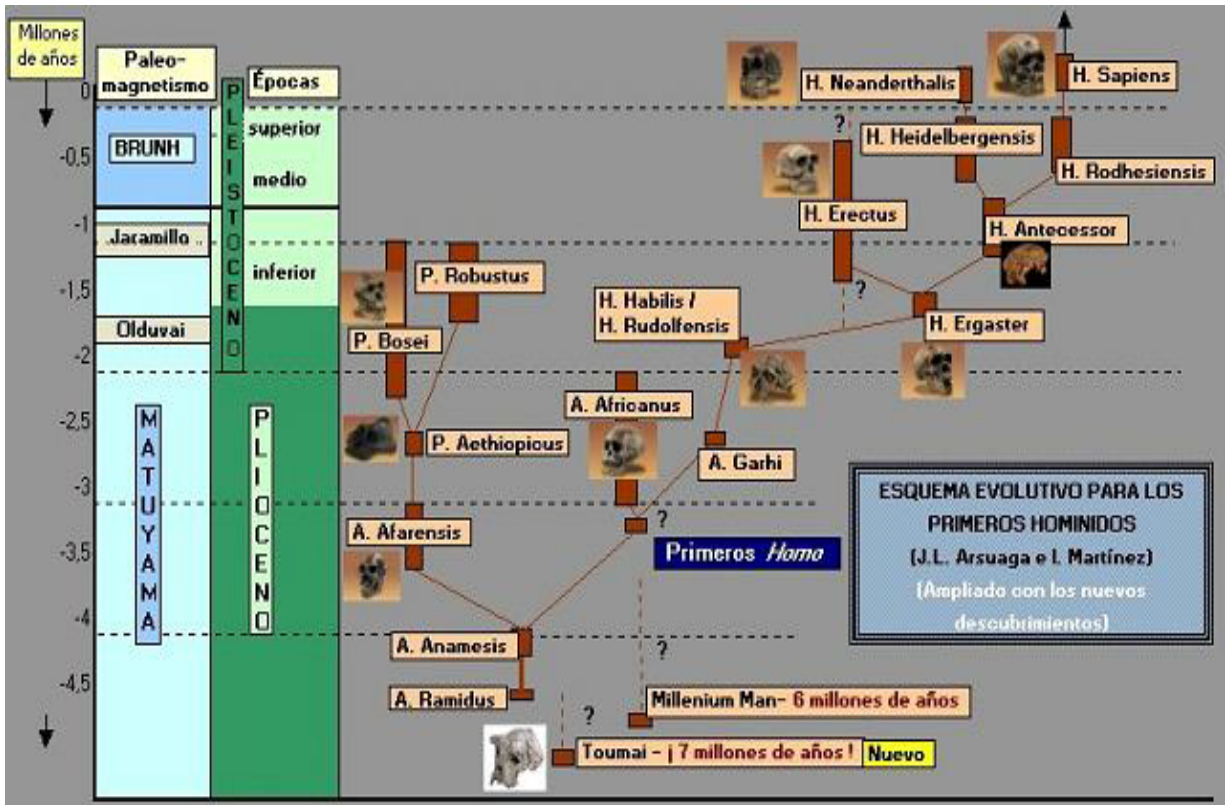 Millones
de años
Paleo-
magnetismo
Épocas
0
-0,5
-1
-1,5
-2
-2,5
-3
-3,5
-4
-4,5
BRUNH
Jaramillo ..
Olduvai
MATUYAMA
PLEISTOCENO
PLIOCENO
superior
medio
inferior
H. Neanderthalis
H. Sapiens
?
H. Heidelbergensis
H. Rodhesiensis
H. Erectus
H. Antecessor
?
P. Robustus
H. Habilis /
H. Rudolfensis
H. Ergaster
P. Bosei
A. Africanus
P. Aethiopicus
A. Garhi
A. Afarensis
?
Primeros Homo
ESQUEMA EVOLUTIVO PARA LOS
PRIMEROS HOMINIDOS
(J.L. Arsuaga e I. Martínez)
(Ampliado con los nuevos
descubrimientos)
A. Anamesis
?
A. Ramidus
Millenium Man- 6 millones de años
?
Toumai - ¡ 7 millones de años !
Nuevo